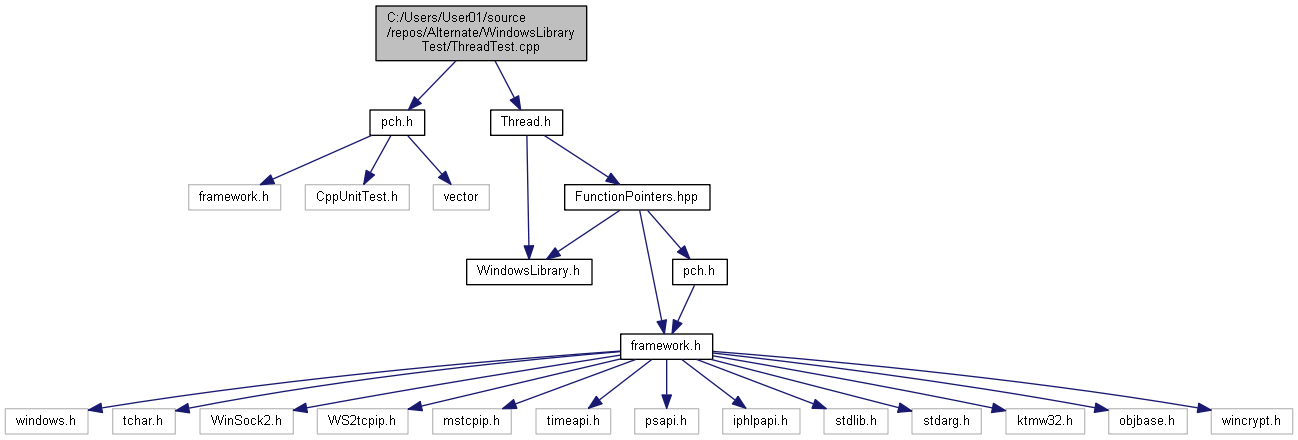 C:/Users/User01/source
/repos/Alternate/WindowsLibrary
Test/ThreadTest.cpp
pch.h
Thread.h
framework.h
CppUnitTest.h
vector
FunctionPointers.hpp
WindowsLibrary.h
pch.h
framework.h
windows.h
tchar.h
WinSock2.h
WS2tcpip.h
mstcpip.h
timeapi.h
psapi.h
iphlpapi.h
stdlib.h
stdarg.h
ktmw32.h
objbase.h
wincrypt.h